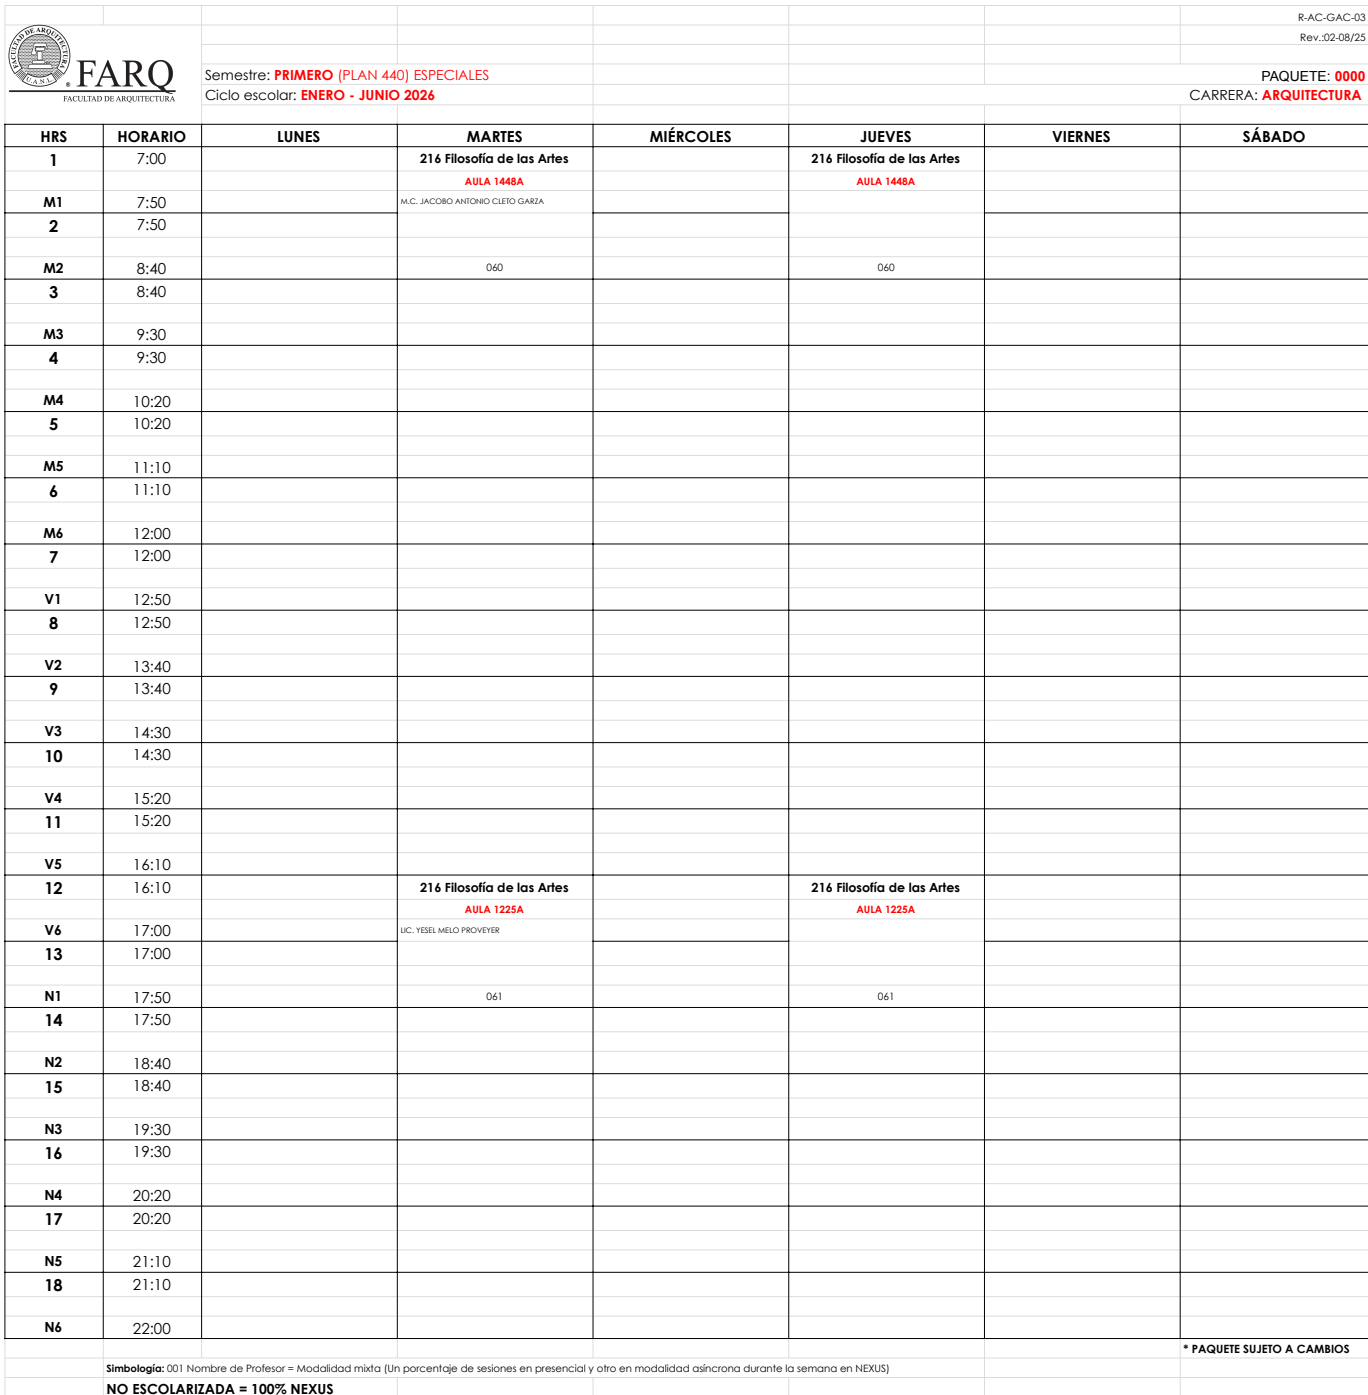 R-AC-GAC-03
Rev.:02-08/25
FACULTAD DE ARQUITECTURA
U.A.N.L.
FARQ
FACULTAD DE ARQUITECTURA
Semestre: PRIMERO (PLAN 440) ESPECIALES
PAQUETE: 0000
Ciclo escolar: ENERO - JUNIO 2026
CARRERA: ARQUITECTURA
HRS HORARIO LUNES MARTES MIÉRCOLES JUEVES VIERNES SÁBADO
1 7:00 216 Filosofía de las Artes 216 Filosofía de las Artes
AULA 1448A AULA 1448A
M1 7:50 M.C. JACOBO ANTONIO CLETO GARZA
2 7:50
M2 8:40 060 060
3 8:40
M3 9:30
4 9:30
M4 10:20
5 10:20
M5 11:10
6 11:10
M6 12:00
7 12:00
V1 12:50
8 12:50
V2 13:40
9 13:40
V3 14:30
10 14:30
V4 15:20
11 15:20
V5 16:10
12 16:10 216 Filosofía de las Artes 216 Filosofía de las Artes
AULA 1225A AULA 1225A
V6 17:00 LIC. YESEL MELO PROVEYER
13 17:00
N1 17:50 061 061
14 17:50
N2 18:40
15 18:40
N3 19:30
16 19:30
N4 20:20
17 20:20
N5 21:10
18 21:10
N6 22:00
* PAQUETE SUJETO A CAMBIOS
Simbología: 001 Nombre de Profesor = Modalidad mixta (Un porcentaje de sesiones en presencial y otro en modalidad asíncrona durante la semana en NEXUS)
NO ESCOLARIZADA = 100% NEXUS